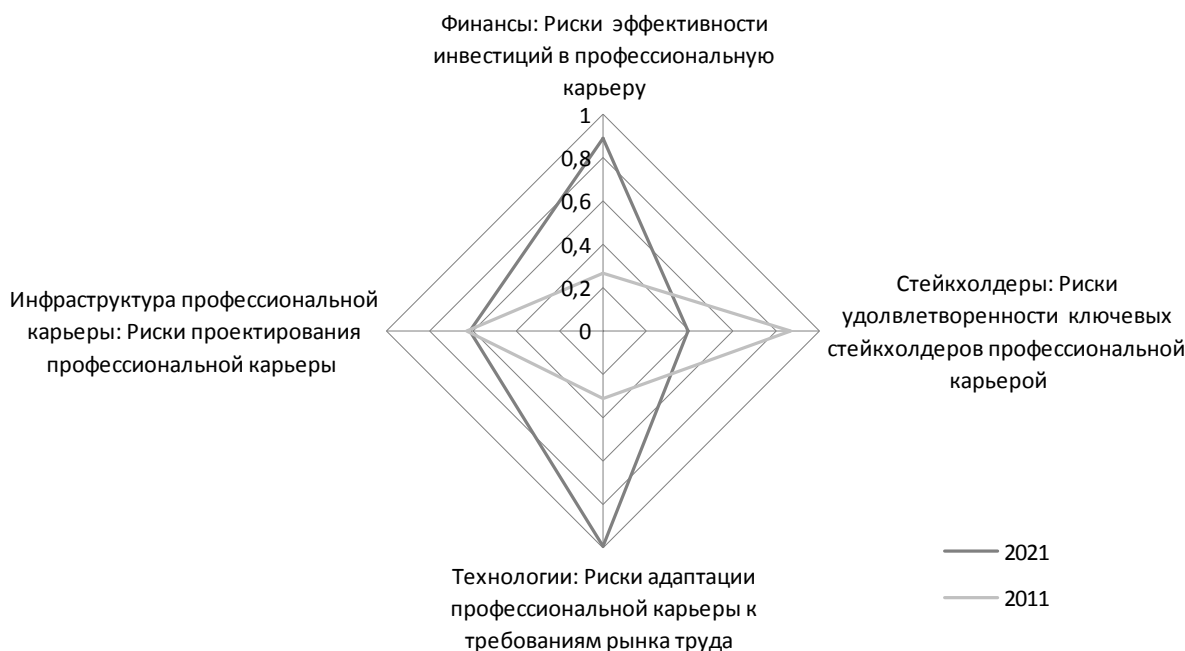 Финансы: Риски эффективности
инвестиций в профессиональную
карьеру
1
0,8
0,6
0,4
0,2
0
Инфраструктура профессиональной
карьеры: Риски проектирования
профессиональной карьеры
Стейкхолдеры: Риски
удолвлетворенности ключевых
стейкхолдеров профессиональной
карьерой
Технологии: Риски адаптации
профессиональной карьеры к
требованиям рынка труда
2021
2011